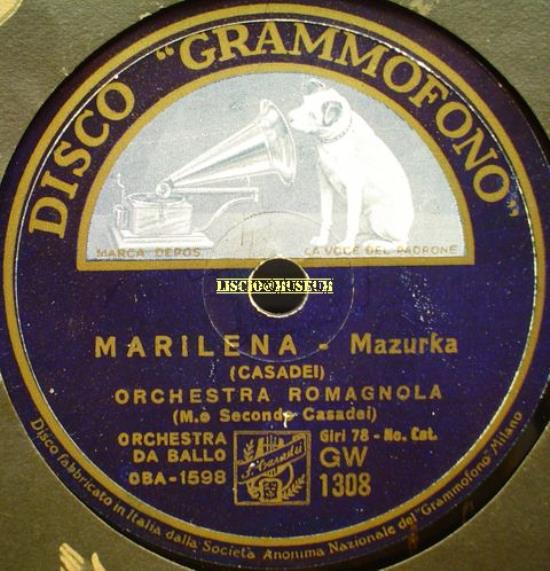 DISCO "GRAMMOFONO"
MARCA DEPOS.
LA VOCE DEL PADRONE
LISCIO@MUSEUM
MARILENA - Mazurka
(CASADEI)
ORCHESTRA ROMAGNOLA
(M.o Secondo Casadei)
ORCHESTRA
DA BALLO
OBA-1598
S. Casadei
Giri 78 - No. Cat.
GW
1308
Disco fabbricato in Italia dalla Società Anonima Nazionale del "Grammofono" Milano